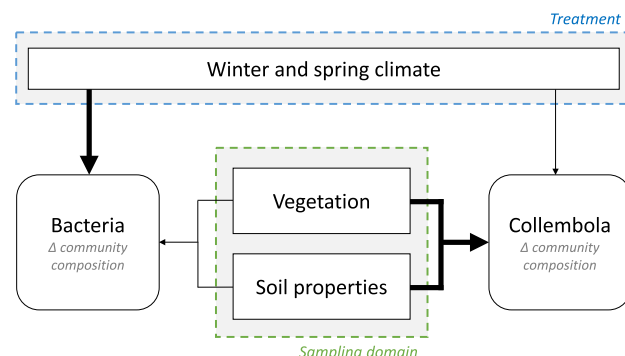 Treatment
Winter and spring climate
Bacteria
Δ community
composition
Vegetation
Soil properties
Collembola
Δ community
composition
Sampling domain